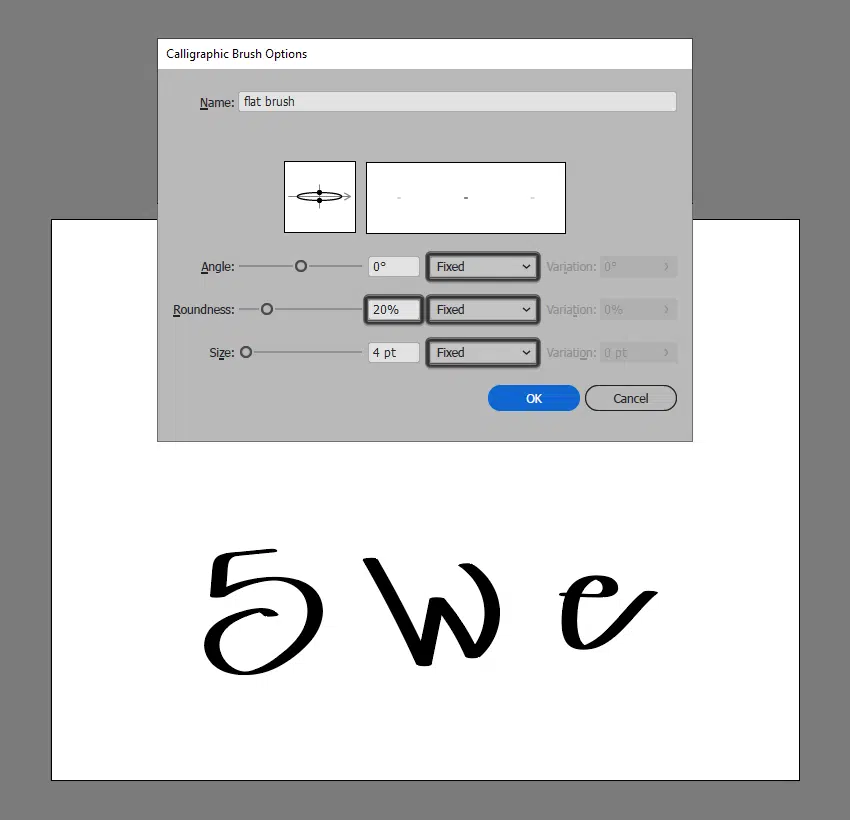 Calligraphic Brush Options
Name: flat brush
Angle: 0° Fixed Variation: 0°
Roundness: 20% Fixed Variation: 0%
Size: 4 pt Fixed Variation: 0 pt
OK Cancel
5 W e